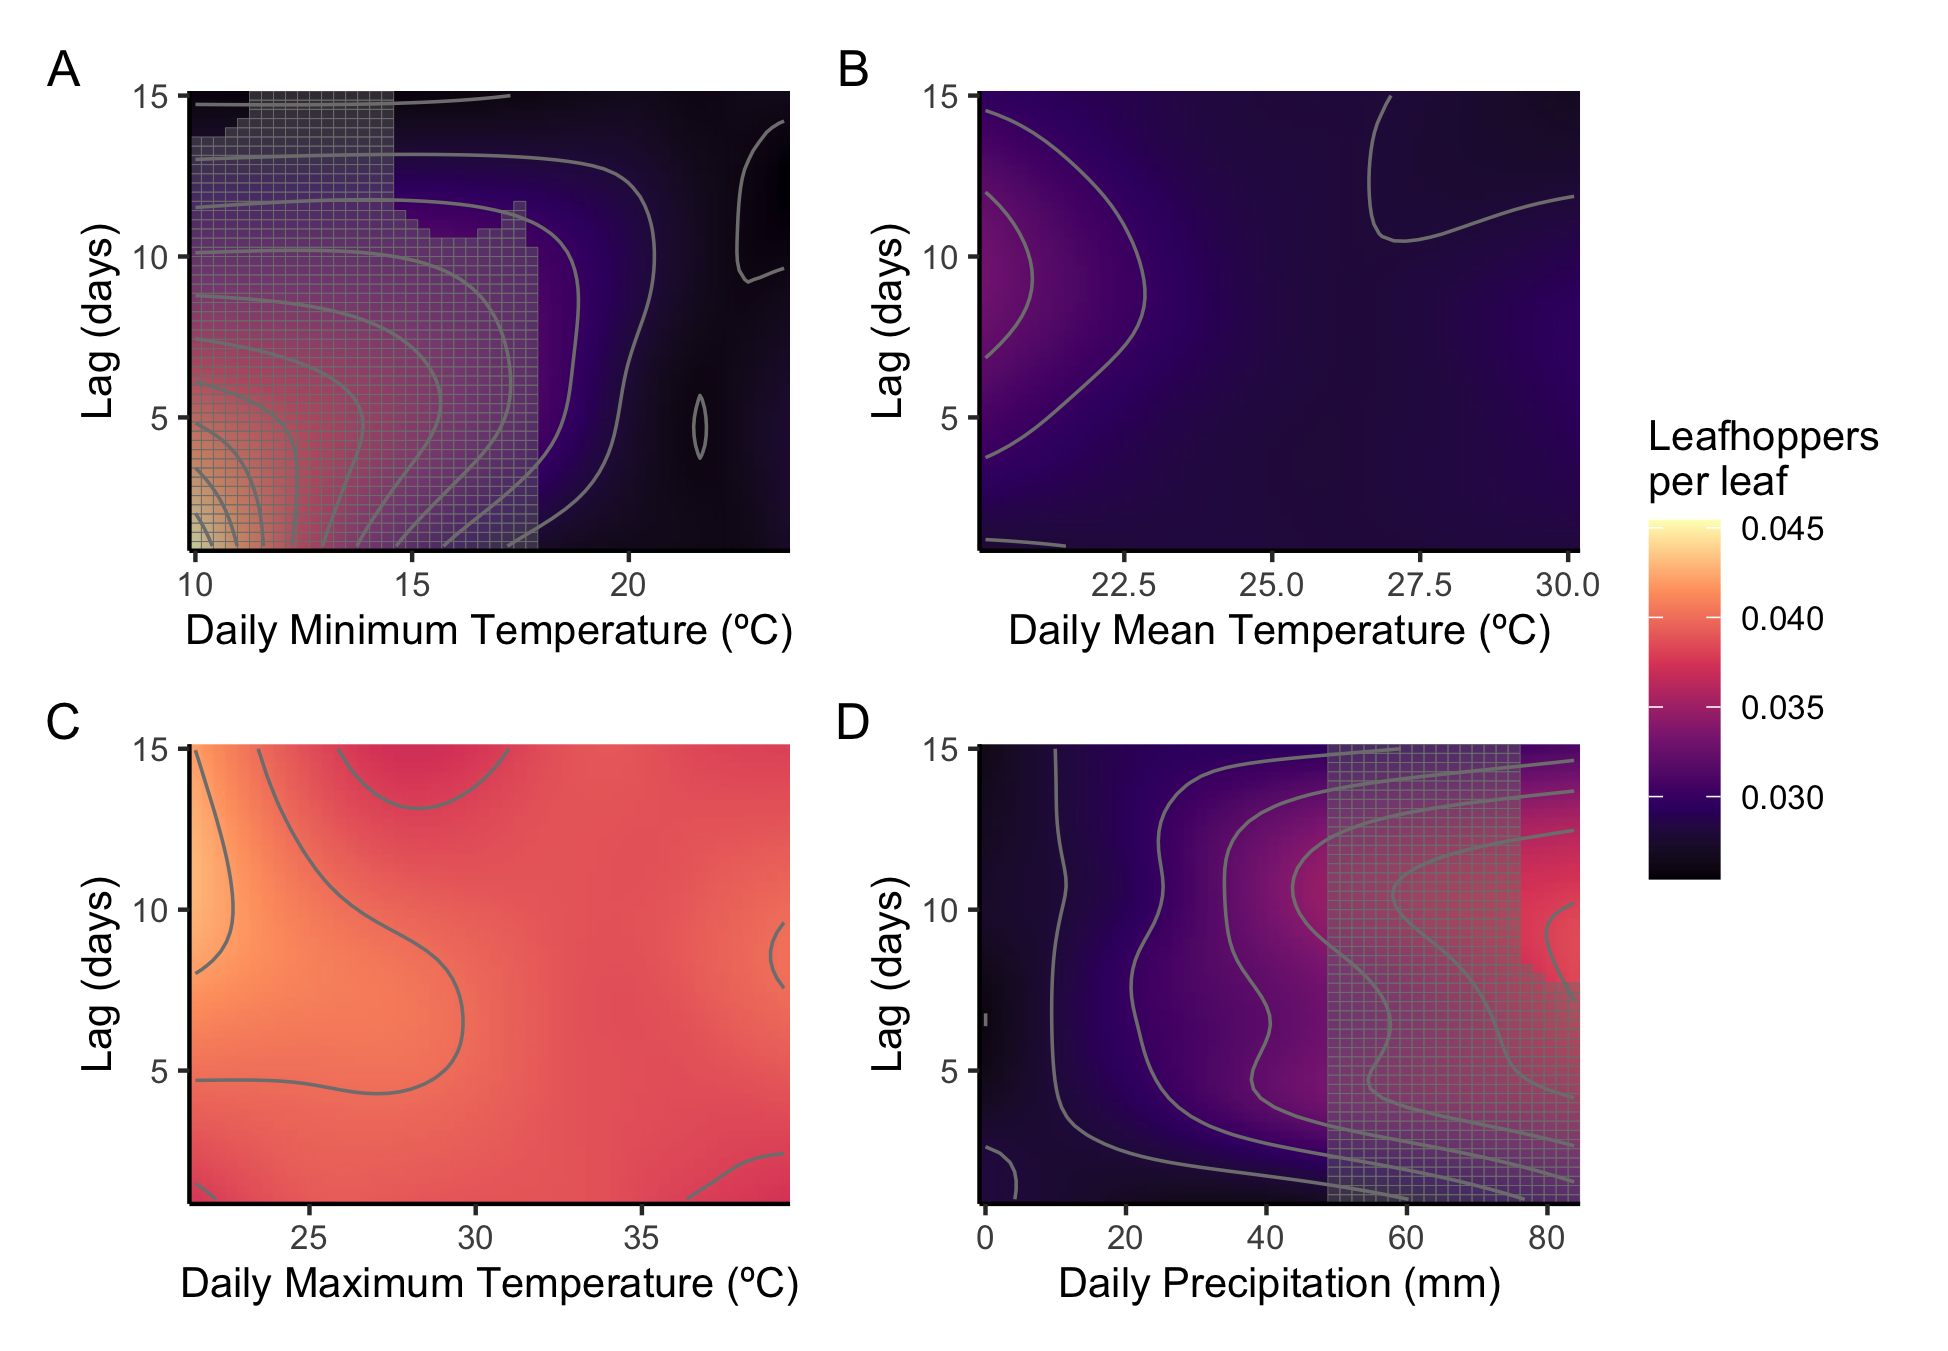 A
15
10
5
Lag (days)
10 15 20
Daily Minimum Temperature (ºC)
B
15
10
5
Lag (days)
22.5 25.0 27.5 30.0
Daily Mean Temperature (ºC)
C
15
10
5
Lag (days)
25 30 35
Daily Maximum Temperature (ºC)
D
15
10
5
Lag (days)
0 20 40 60 80
Daily Precipitation (mm)
Leafhoppers
per leaf
0.045
0.040
0.035
0.030